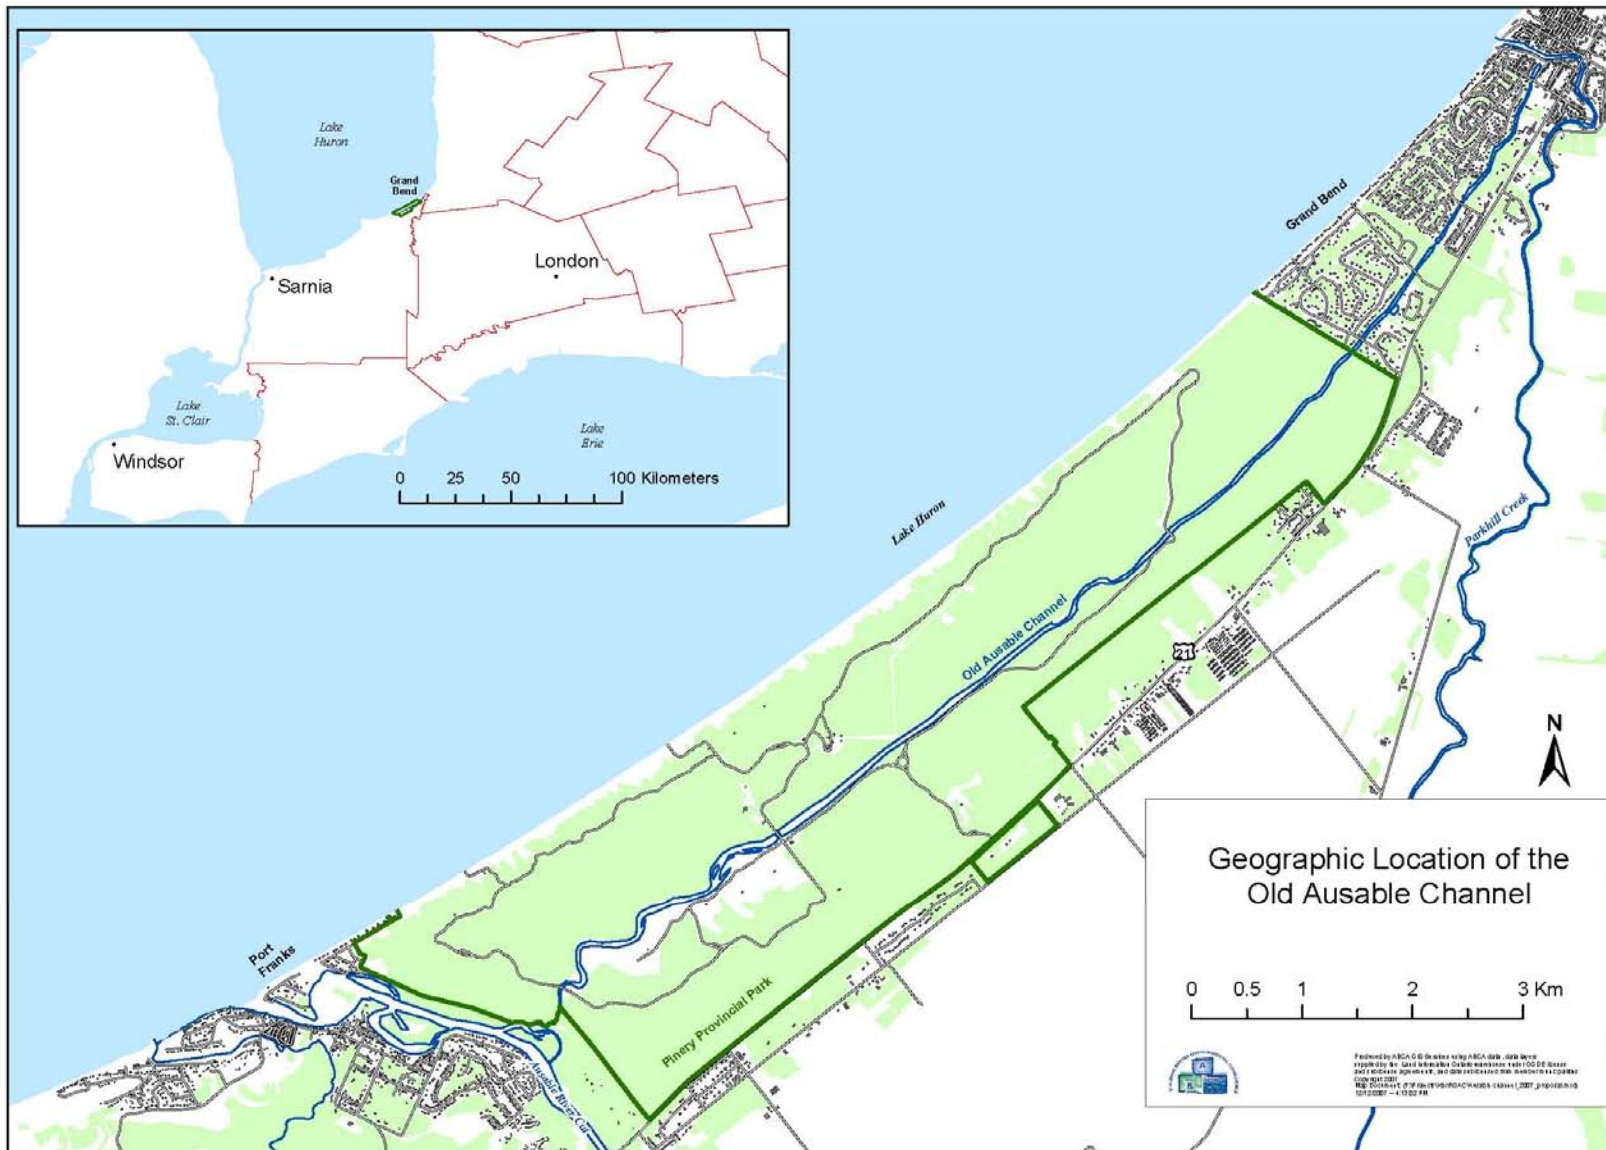 Lake
Huron
Grand
Bend
London
Sarnia
Lake
St. Clair
Windsor
Lake
Erie
0 25 50 100 Kilometers
Grand Bend
Lake Huron
Parkhill Creek
Old Ausable Channel
21
N
Port
Franks
Pinery Provincial Park
Ausable River Cut
Geographic Location of the
Old Ausable Channel
0 0.5 1 2 3 Km
Copyright 2007